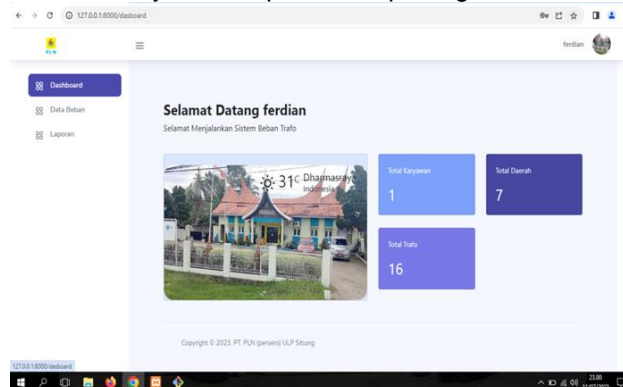 127.0.0.1:8000/dasboard
PLN
ferdian
Dashboard
Data Beban
Laporan
Selamat Datang ferdian
Selamat Menjalankan Sistem Beban Trafo
31C Dharmasraya
Indonesia
Total Karyawan
1
Total Daerah
7
Total Trafo
16
Copyright © 2023. PT. PLN (persero) ULP Sitiung
127.0.0.1:8000/dasboard
23.00